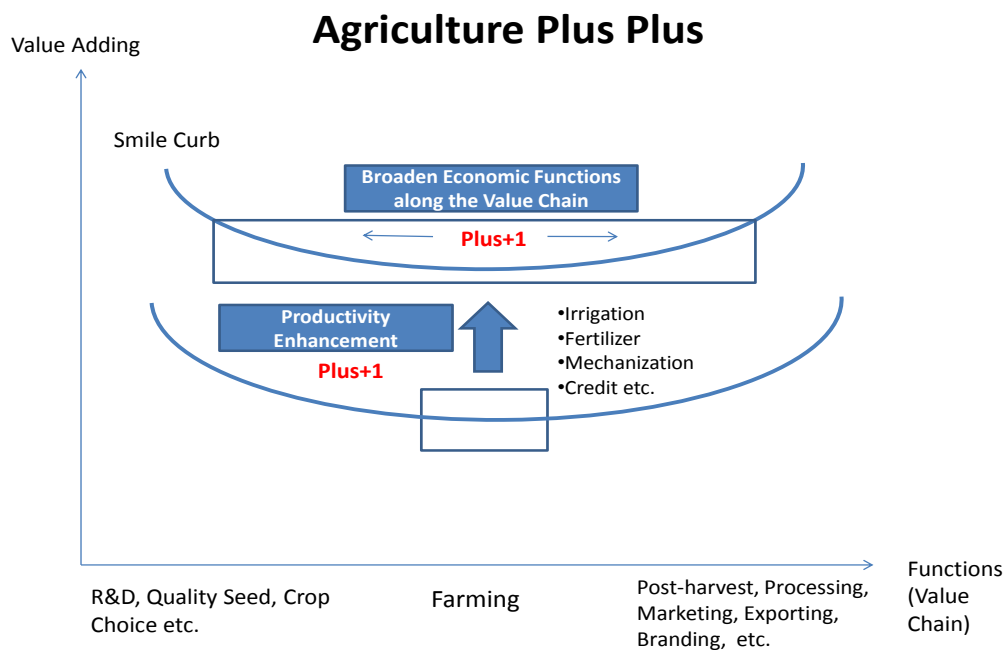 Agriculture Plus Plus
Value Adding
Smile Curb
Broaden Economic Functions
along the Value Chain
Plus+1
Productivity
Enhancement
Plus+1
•Irrigation
•Fertilizer
•Mechanization
•Credit etc.
R&D, Quality Seed, Crop
Choice etc.
Farming
Post-harvest, Processing,
Marketing, Exporting,
Branding,  etc.
Functions
(Value
Chain)